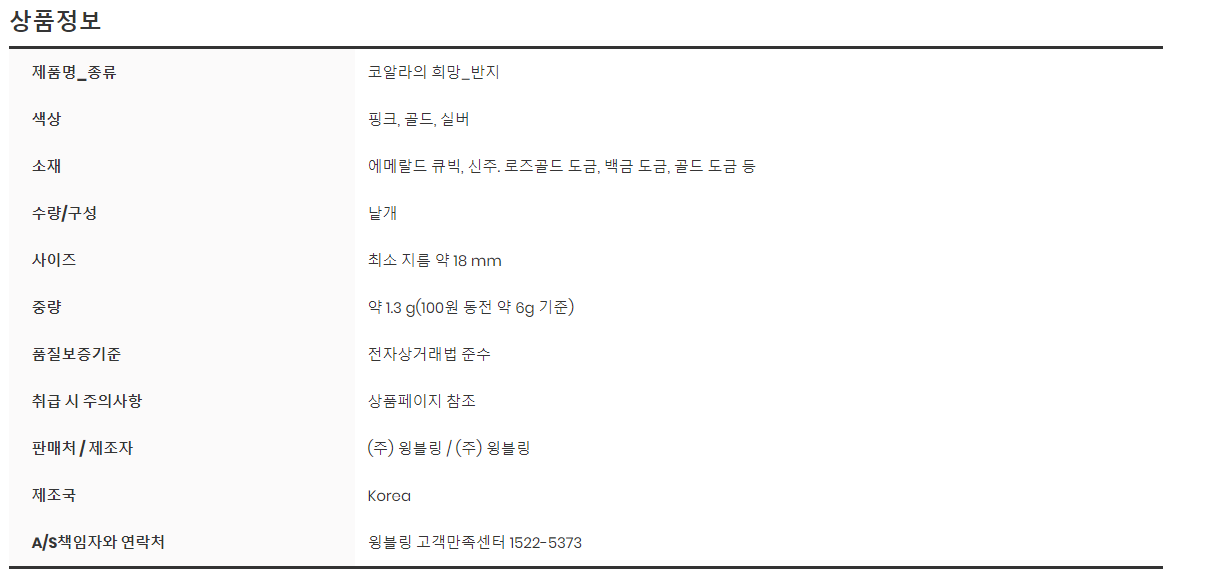 상품정보
제품명_종류 코알라의 희망_반지
색상 핑크, 골드, 실버
소재 에메랄드 큐빅, 신주. 로즈골드 도금, 백금 도금, 골드 도금 등
수량/구성 낱개
사이즈 최소 지름 약 18 mm
중량 약 1.3 g(100원 동전 약 6g 기준)
품질보증기준 전자상거래법 준수
취급 시 주의사항 상품페이지 참조
판매처 / 제조자 (주) 윙블링 / (주) 윙블링
제조국 Korea
A/S책임자와 연락처 윙블링 고객만족센터 1522-5373